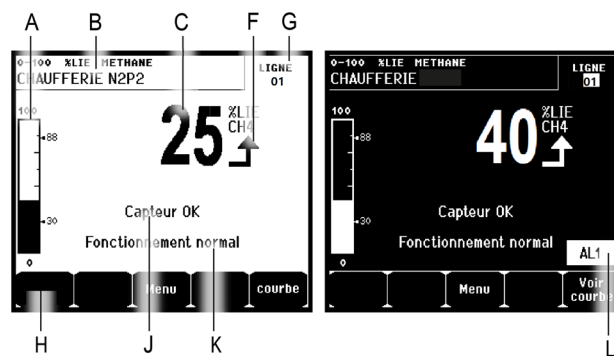 A B C F G
0-100 %LIE METHANE
CHAUFFERIE N2P2
LIGNE
01
100
88
30
0
25
%LIE
CH4
Capteur OK
Fonctionnement normal
Menu
courbe
H J K
0-100 %LIE METHANE
CHAUFFERIE
LIGNE
01
100
88
30
0
40
%LIE
CH4
Capteur OK
Fonctionnement normal
AL1
Menu
Voir
courbe
L